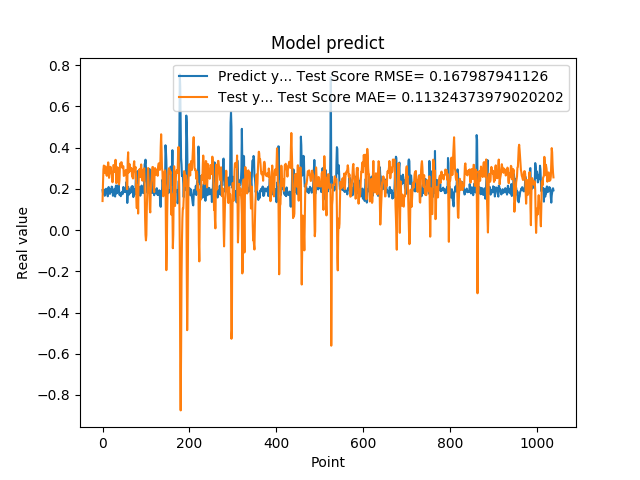 Model predict
Predict y... Test Score RMSE= 0.167987941126
Test y... Test Score MAE= 0.11324373979020202
Real value
0.8
0.6
0.4
0.2
0.0
−0.2
−0.4
−0.6
−0.8
0 200 400 600 800 1000
Point